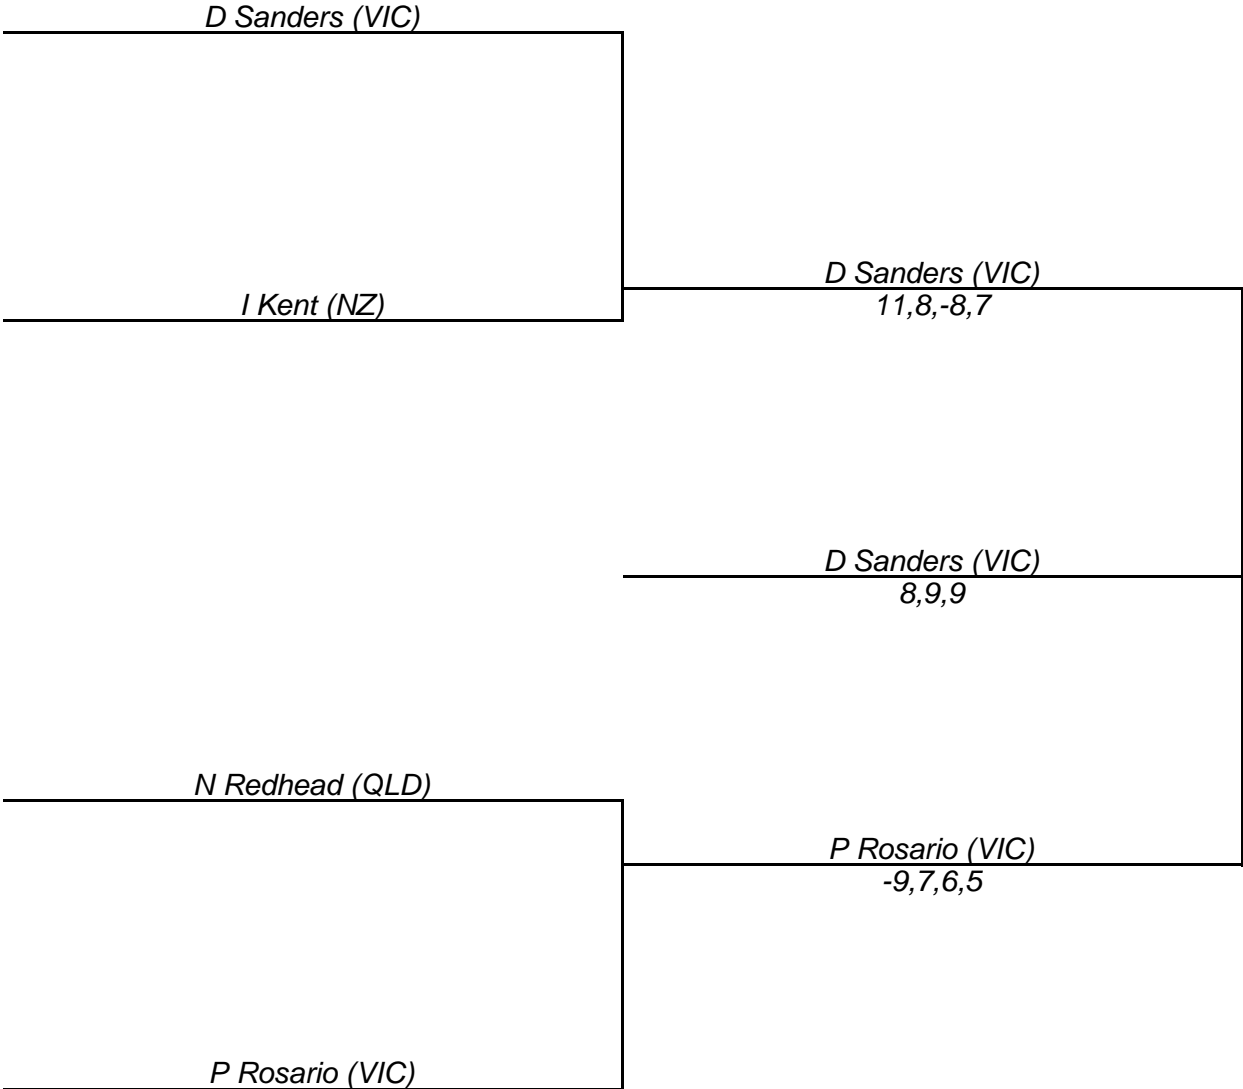 D Sanders (VIC)
D Sanders (VIC)
I Kent (NZ)
11,8,-8,7
D Sanders (VIC)
8,9,9
N Redhead (QLD)
P Rosario (VIC)
-9,7,6,5
P Rosario (VIC)